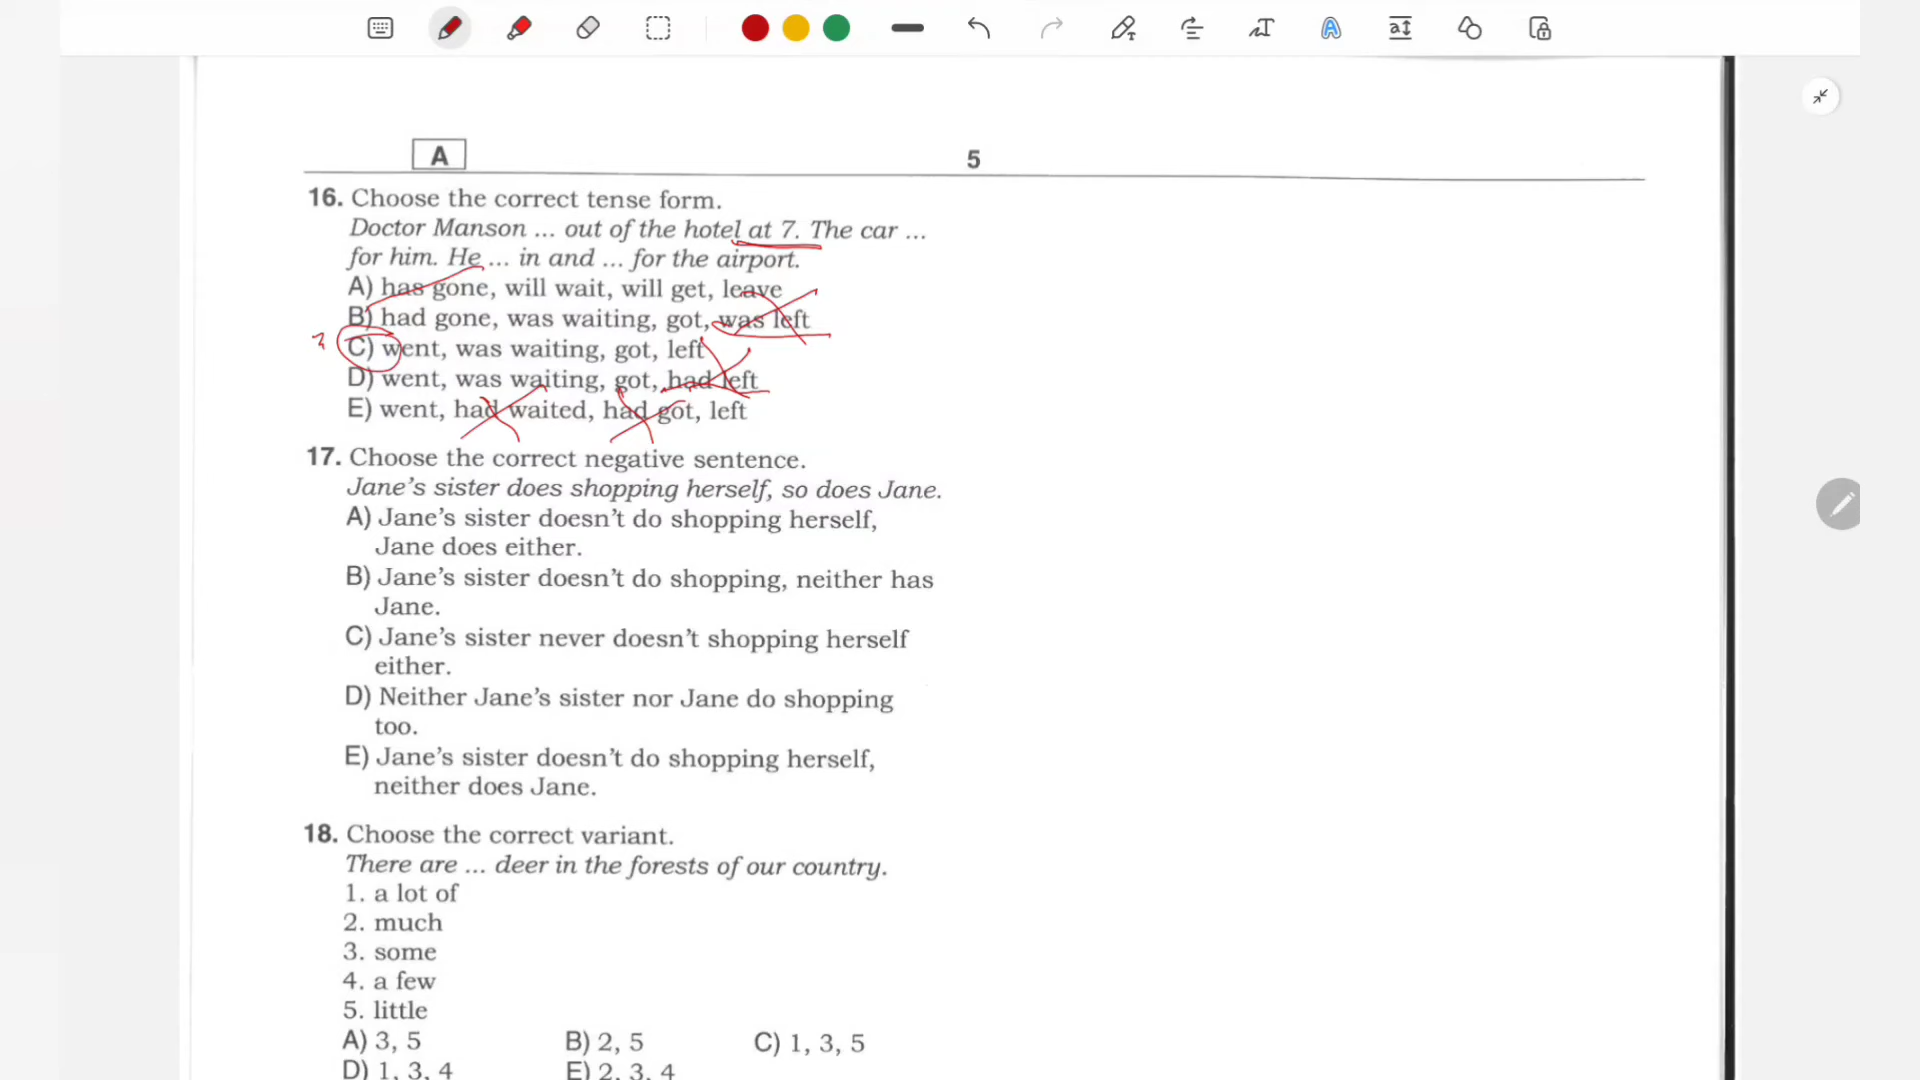 A
5
16. Choose the correct tense form.
Doctor Manson ... out of the hotel at 7. The car ...
for him. He ... in and ... for the airport.
A) has gone, will wait, will get, leave
B) had gone, was waiting, got, was left
C) went, was waiting, got, left
D) went, was waiting, got, had left
E) went, had waited, had got, left
17. Choose the correct negative sentence.
Jane's sister does shopping herself, so does Jane.
A) Jane's sister doesn't do shopping herself,
Jane does either.
B) Jane's sister doesn't do shopping, neither has
Jane.
C) Jane's sister never doesn't shopping herself
either.
D) Neither Jane's sister nor Jane do shopping
too.
E) Jane's sister doesn't do shopping herself,
neither does Jane.
18. Choose the correct variant.
There are ... deer in the forests of our country.
1. a lot of
2. much
3. some
4. a few
5. little
A) 3, 5 B) 2, 5 C) 1, 3, 5
D) 1, 3, 4 E) 2, 3, 4